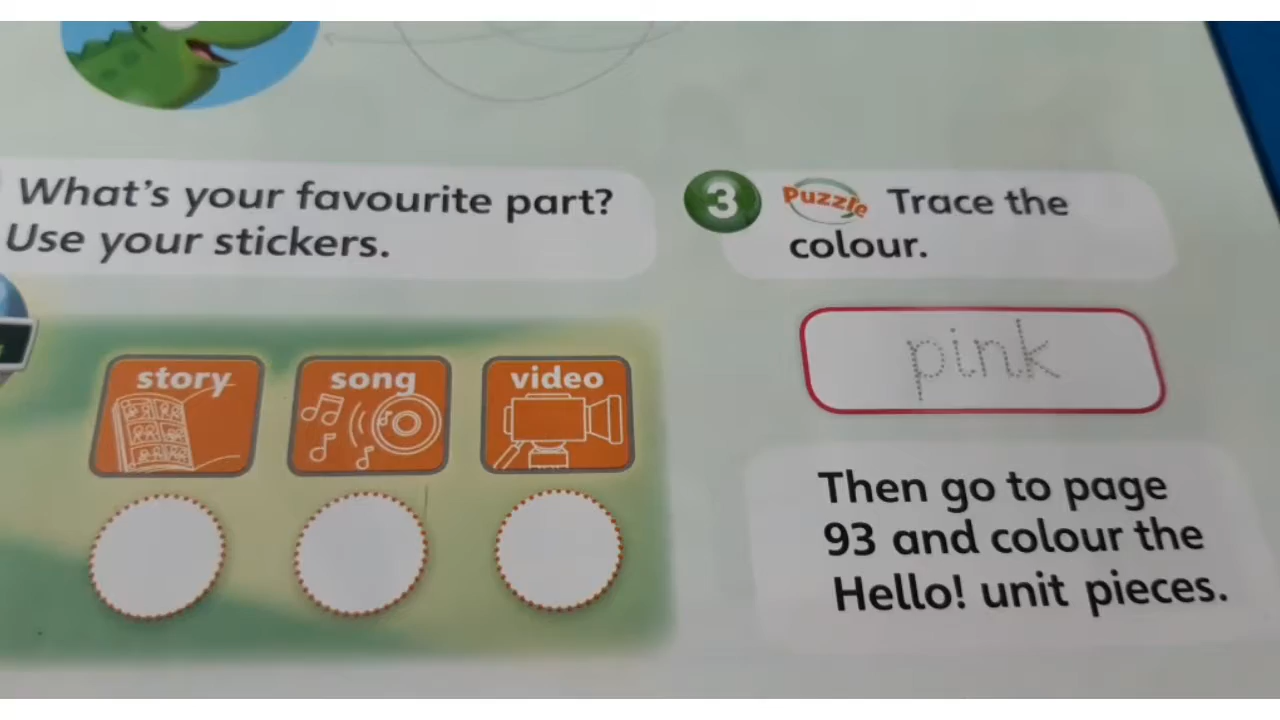 What's your favourite part?
Use your stickers.
story
song
video
3 Puzzle Trace the
colour.
pink
Then go to page
93 and colour the
Hello! unit pieces.